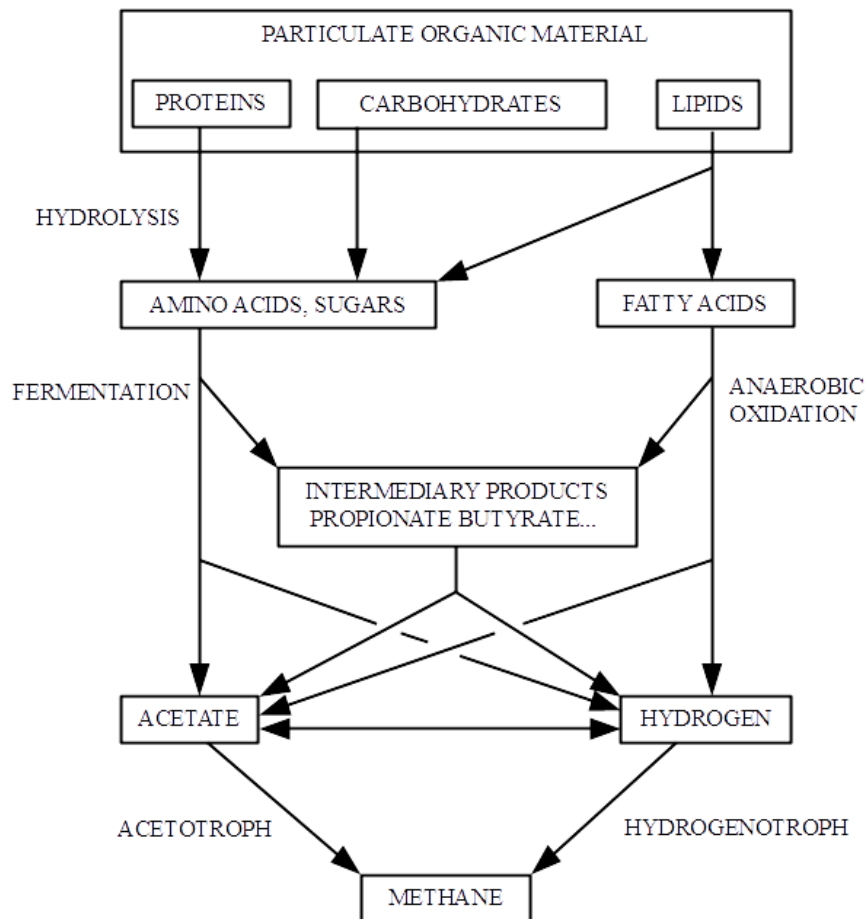 PARTICULATE ORGANIC MATERIAL
PROTEINS
CARBOHYDRATES
LIPIDS
HYDROLYSIS
AMINO ACIDS, SUGARS
FATTY ACIDS
FERMENTATION
ANAEROBIC
OXIDATION
INTERMEDIARY PRODUCTS
PROPIONATE BUTYRATE...
ACETATE
HYDROGEN
ACETOTROPH
HYDROGENOTROPH
METHANE